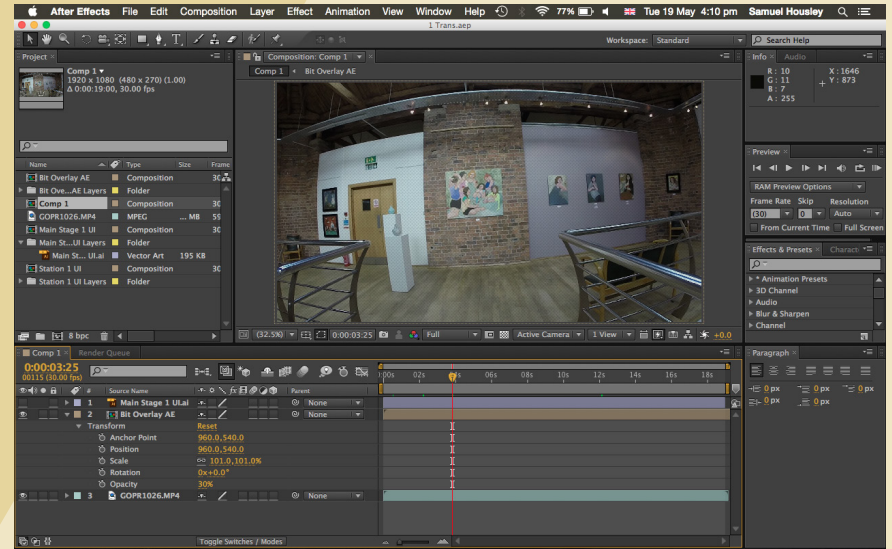 After Effects File Edit Composition Layer Effect Animation View Window Help 77% Tue 19 May 4:10 pm Samuel Housley
1 Trans.aep
Workspace: Standard Search Help
Project
Comp 1
1920 x 1080 (480 x 270) (1.00)
Δ 0:00:19:00, 30.00 fps
Name Type Size Frame
Bit Overlay AE Composition 30
Bit Ove...AE Layers Folder
Comp 1 Composition 30
GOPR1026.MP4 MPEG ... MB 59
Main Stage 1 UI Composition 30
Main St...UI Layers Folder
Main St... UI.ai Vector Art 195 KB
Station 1 UI Composition 30
Station 1 UI Layers Folder
8 bpc
Composition: Comp 1
Comp 1 Bit Overlay AE
(32.5%) 0:00:03:25 Full Active Camera 1 View +0.0
Info Audio
R : 10 X : 1646
G : 11 + Y : 873
B : 7
A : 255
Preview
RAM Preview Options
Frame Rate Skip Resolution
(30) 0 Auto
From Current Time Full Screen
Effects & Presets Characte
* Animation Presets
3D Channel
Audio
Blur & Sharpen
Channel
Comp 1 Render Queue
0:00:03:25
00115 (30.00 fps)
:00s 02s 06s 08s 10s 12s 14s 16s 18s
# Source Name Parent
1 Main Stage 1 UI.ai None
2 Bit Overlay AE None
Transform Reset
Anchor Point 960.0,540.0
Position 960.0,540.0
Scale 101.0,101.0%
Rotation 0x+0.0°
Opacity 30%
3 GOPR1026.MP4 None
Toggle Switches / Modes
Paragraph
0 px 0 px 0 px
0 px 0 px